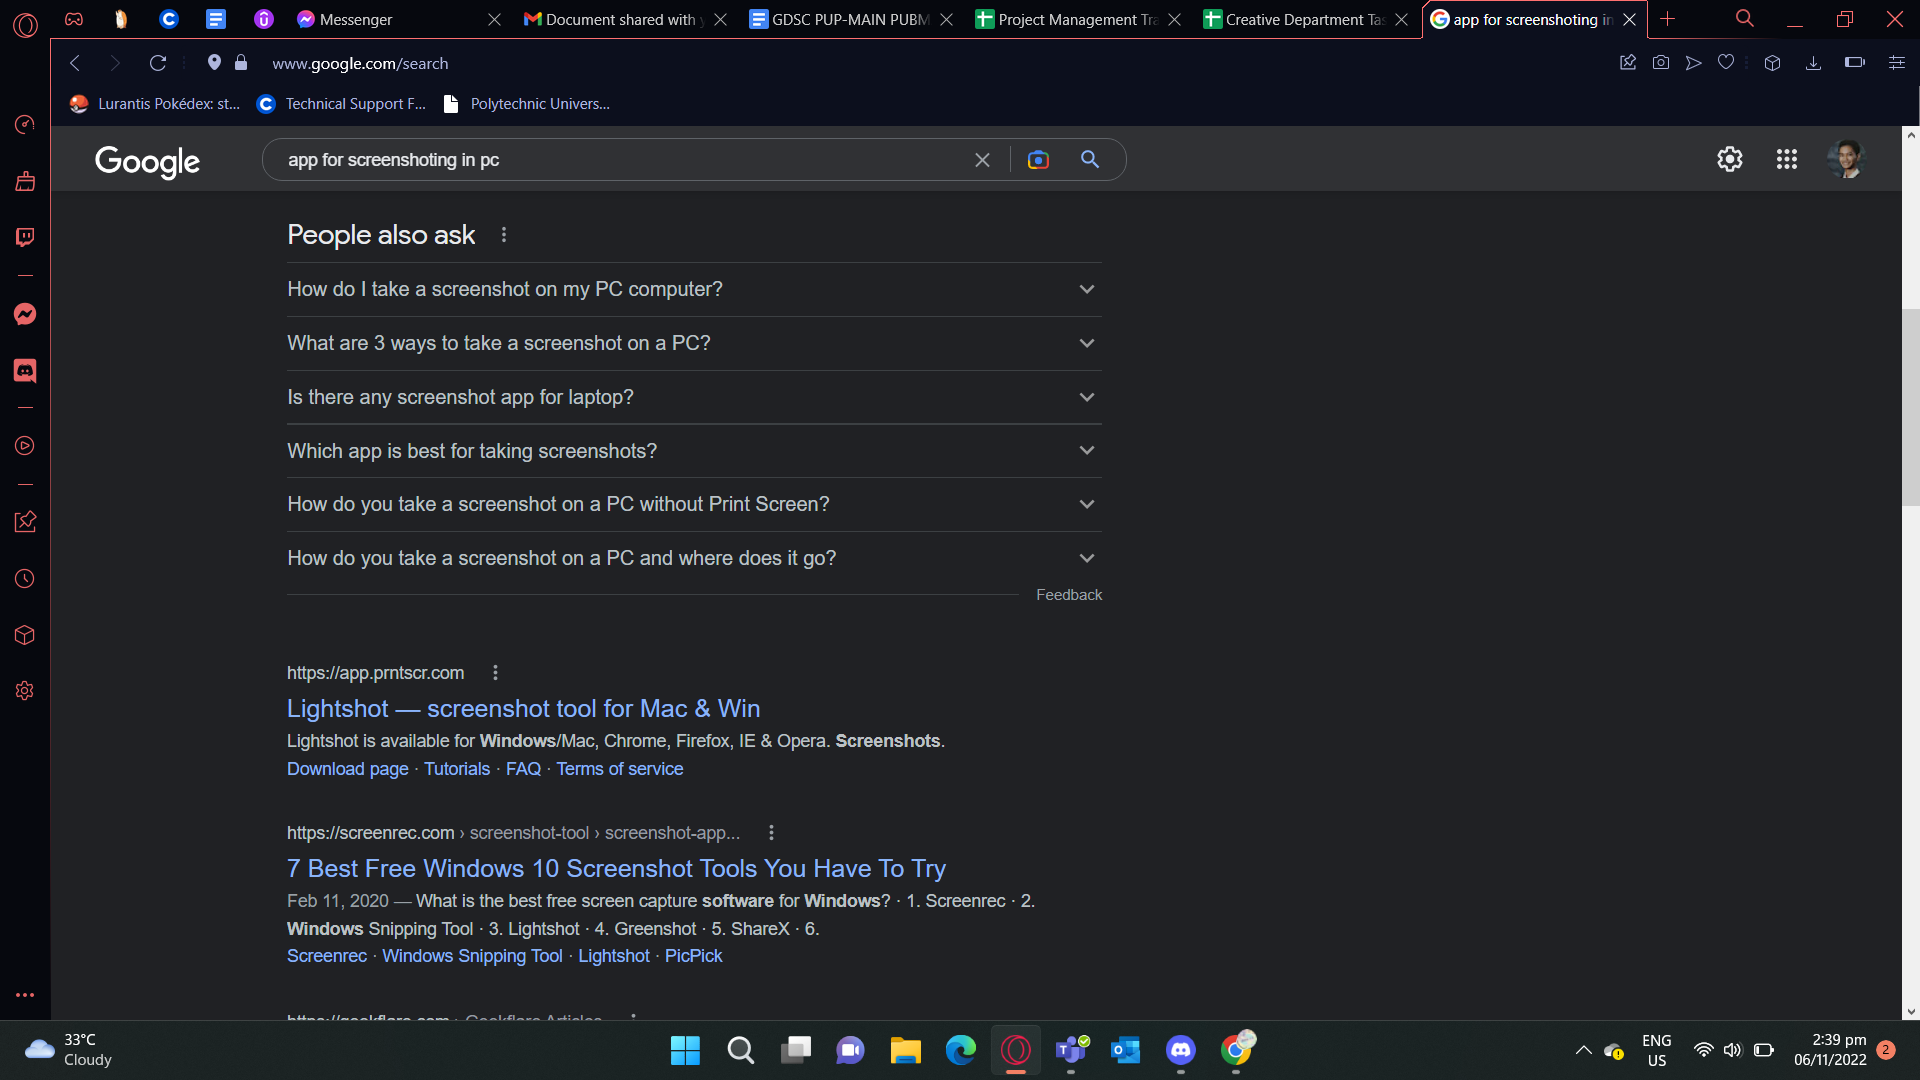 Messenger
Document shared with y
GDSC PUP-MAIN PUBM
Project Management Tra
Creative Department Tas
app for screenshoting in
www.google.com/search
Lurantis Pokédex: st...
Technical Support F...
Polytechnic Univers...
Google
app for screenshoting in pc
People also ask
How do I take a screenshot on my PC computer?
What are 3 ways to take a screenshot on a PC?
Is there any screenshot app for laptop?
Which app is best for taking screenshots?
How do you take a screenshot on a PC without Print Screen?
How do you take a screenshot on a PC and where does it go?
Feedback
https://app.prntscr.com
Lightshot — screenshot tool for Mac & Win
Lightshot is available for Windows/Mac, Chrome, Firefox, IE & Opera. Screenshots.
Download page · Tutorials · FAQ · Terms of service
https://screenrec.com › screenshot-tool › screenshot-app...
7 Best Free Windows 10 Screenshot Tools You Have To Try
Feb 11, 2020 — What is the best free screen capture software for Windows? · 1. Screenrec · 2.
Windows Snipping Tool · 3. Lightshot · 4. Greenshot · 5. ShareX · 6.
Screenrec · Windows Snipping Tool · Lightshot · PicPick
https://geekflare.com › Geekflare Articles
33°C
Cloudy
ENG
US
2:39 pm
06/11/2022
2